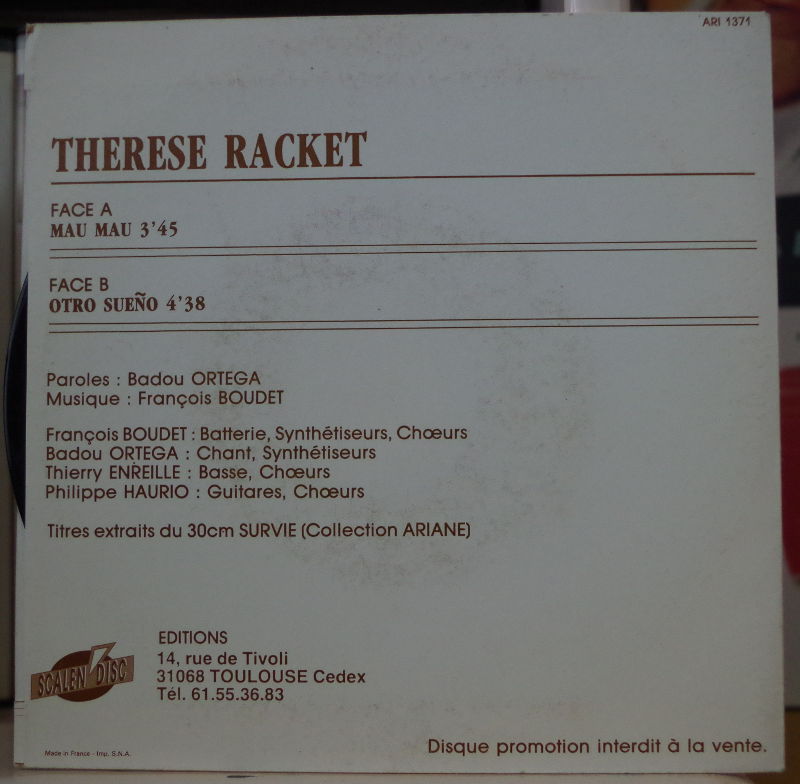 ARI 1371
THERESE RACKET
FACE A
MAU MAU 3'45
FACE B
OTRO SUEÑO 4'38
Paroles : Badou ORTEGA
Musique : François BOUDET
François BOUDET : Batterie, Synthétiseurs, Chœurs
Badou ORTEGA : Chant, Synthétiseurs
Thierry ENREILLE : Basse, Chœurs
Philippe HAURIO : Guitares, Chœurs
Titres extraits du 30cm SURVIE (Collection ARIANE)
SCALEN' DISC
EDITIONS
14, rue de Tivoli
31068 TOULOUSE Cedex
Tél. 61.55.36.83
Made in France - Imp. S.N.A.
Disque promotion interdit à la vente.